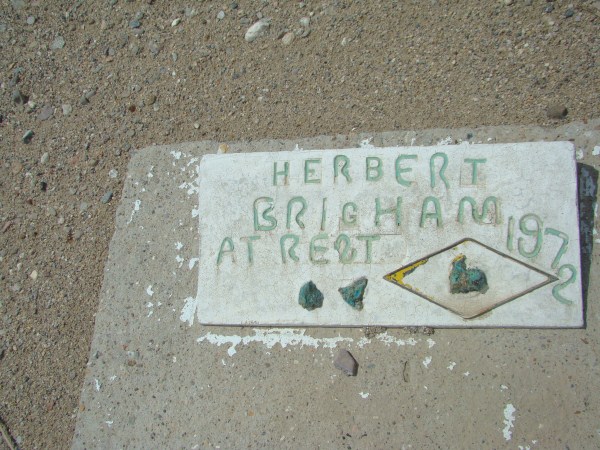 HERBERT
BRIGHAM
AT REST
1972